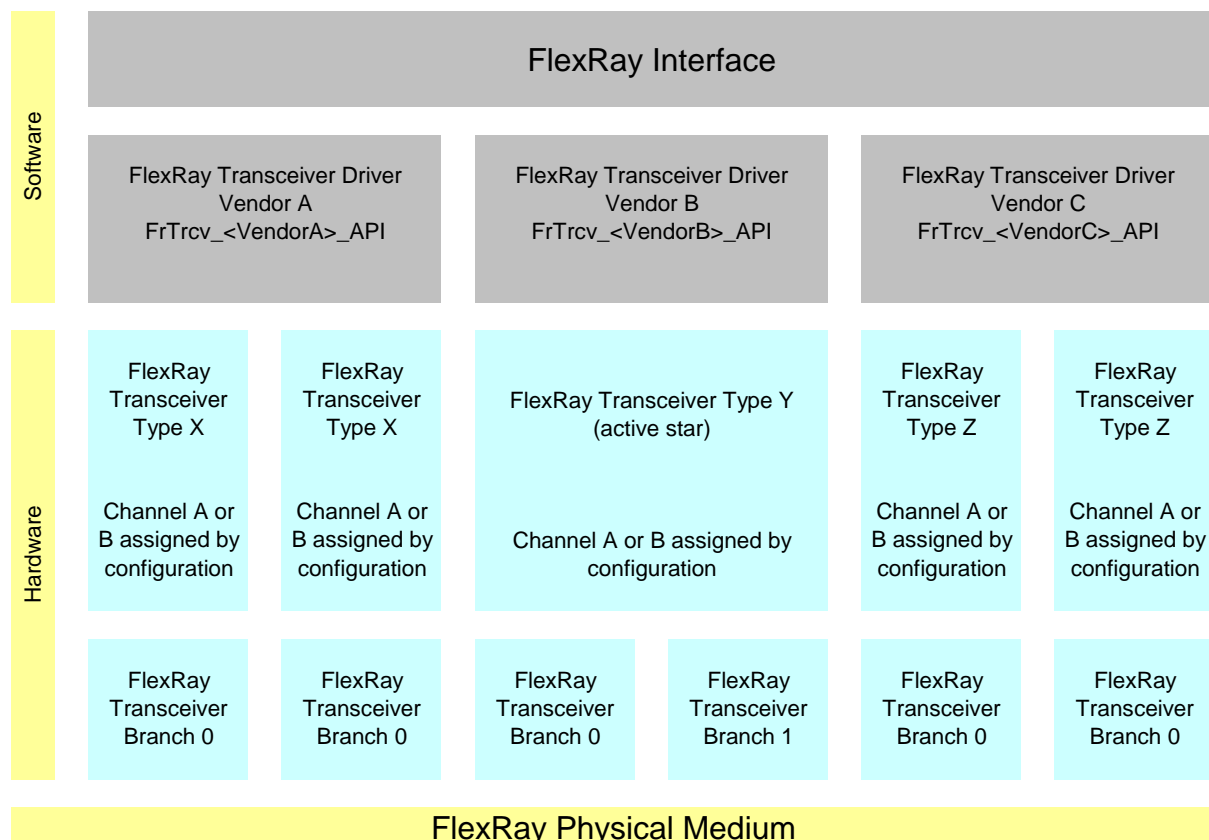 FlexRay Interface
Software
FlexRay Transceiver Driver
Vendor A
FrTrcv_<VendorA>_API
FlexRay Transceiver Driver
Vendor B
FrTrcv_<VendorB>_API
FlexRay Transceiver Driver
Vendor C
FrTrcv_<VendorC>_API
Hardware
FlexRay
Transceiver
Type X
Channel A or
B assigned by
configuration
FlexRay
Transceiver
Type X
Channel A or
B assigned by
configuration
FlexRay Transceiver Type Y
(active star)
Channel A or B assigned by
configuration
FlexRay
Transceiver
Type Z
Channel A or
B assigned by
configuration
FlexRay
Transceiver
Type Z
Channel A or
B assigned by
configuration
FlexRay
Transceiver
Branch 0
FlexRay
Transceiver
Branch 0
FlexRay
Transceiver
Branch 0
FlexRay
Transceiver
Branch 1
FlexRay
Transceiver
Branch 0
FlexRay
Transceiver
Branch 0
FlexRay Physical Medium